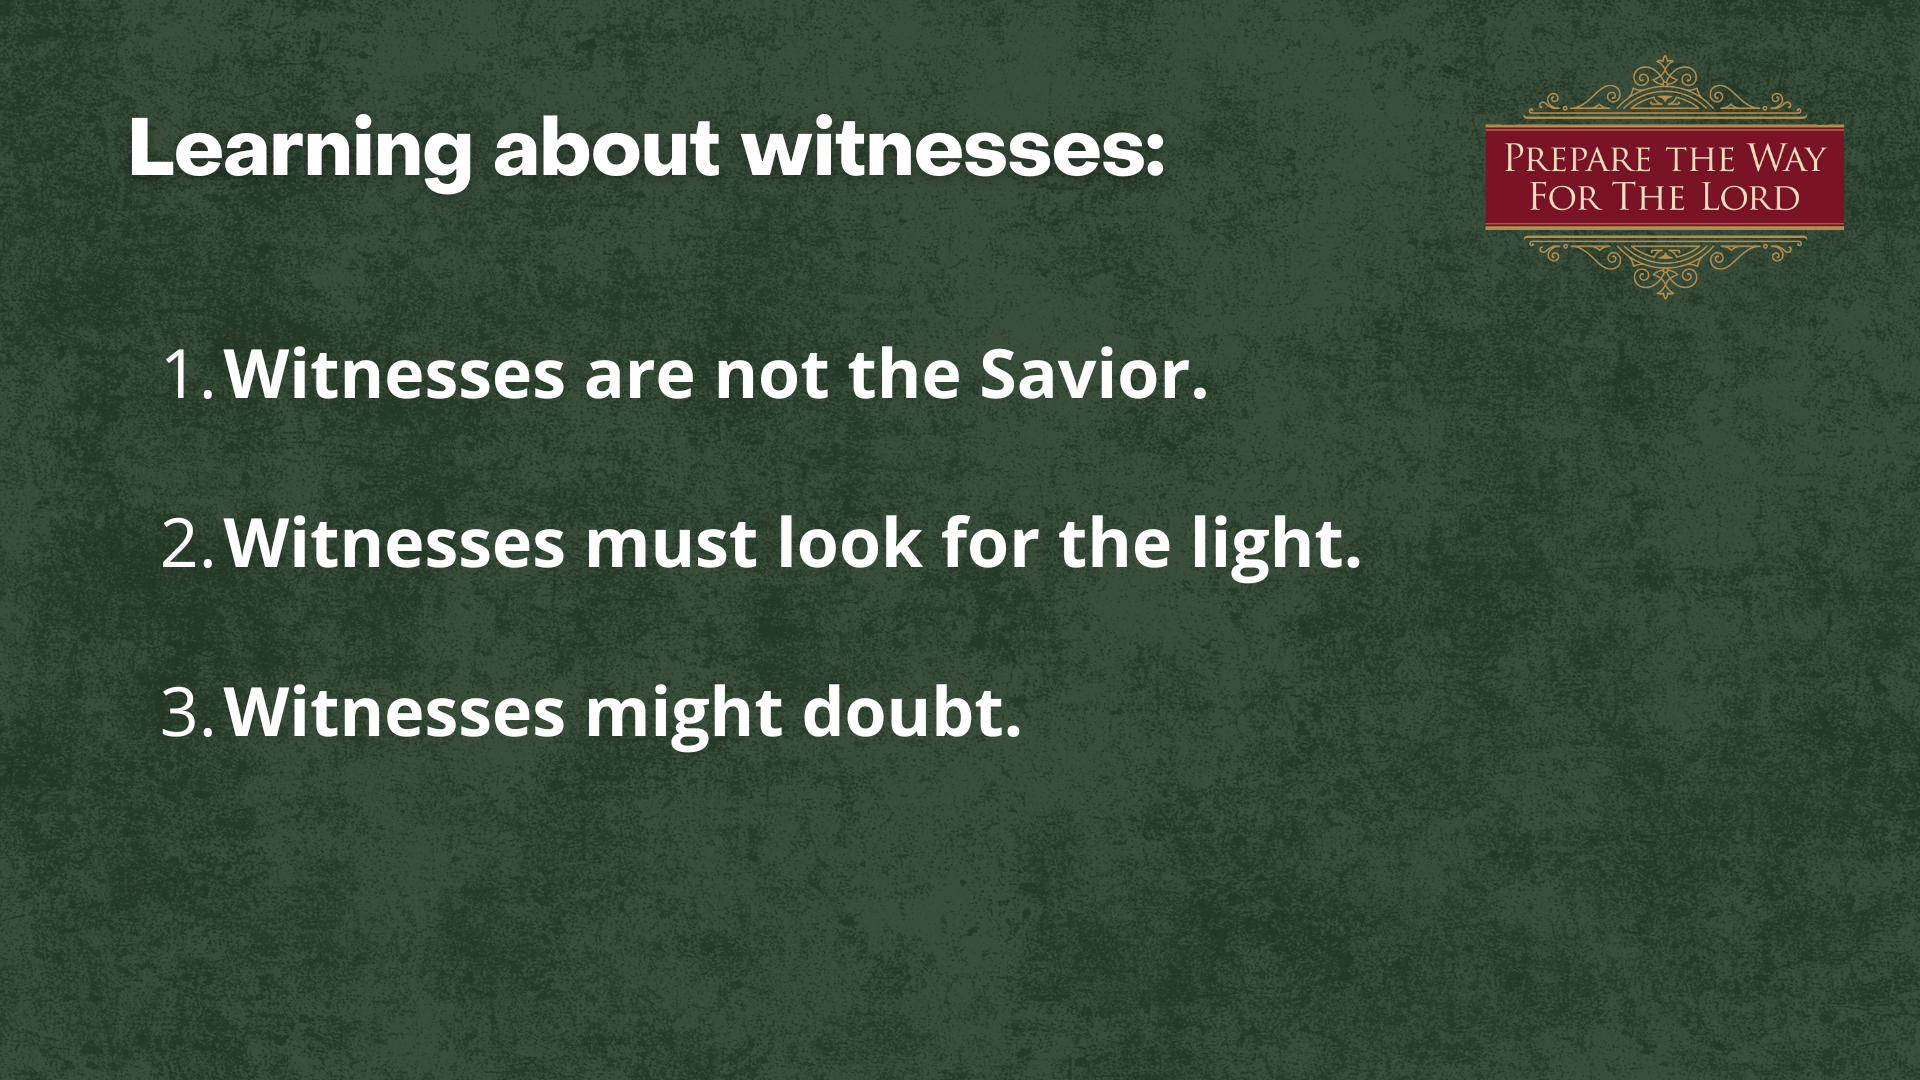 Learning about witnesses:
PREPARE THE WAY
FOR THE LORD
1. Witnesses are not the Savior.
2. Witnesses must look for the light.
3. Witnesses might doubt.